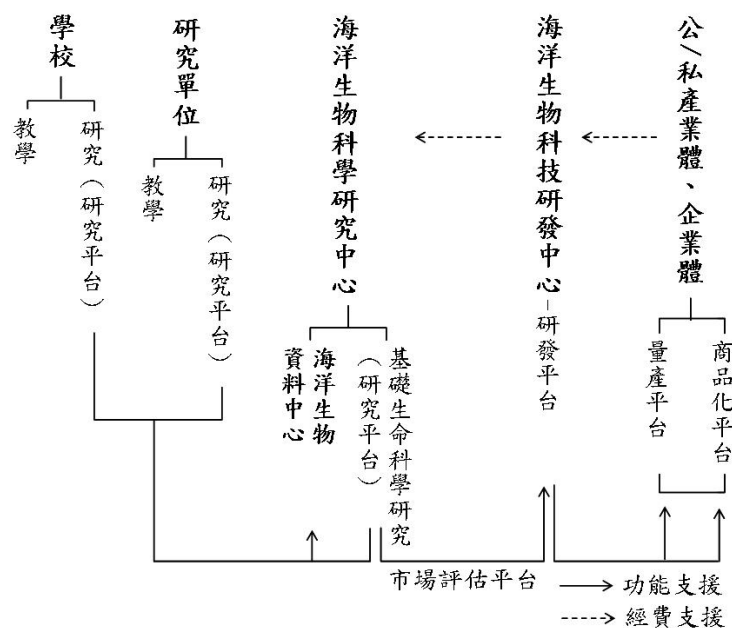 學校
教學
研究（研究平台）
研究單位
教學
研究（研究平台）
海洋生物科學研究中心
海洋生物
資料中心
基礎生命科學研究
（研究平台）
海洋生物科技研發中心－研發平台
公/私產業體、企業體
量產平台
商品化平台
市場評估平台
功能支援
經費支援